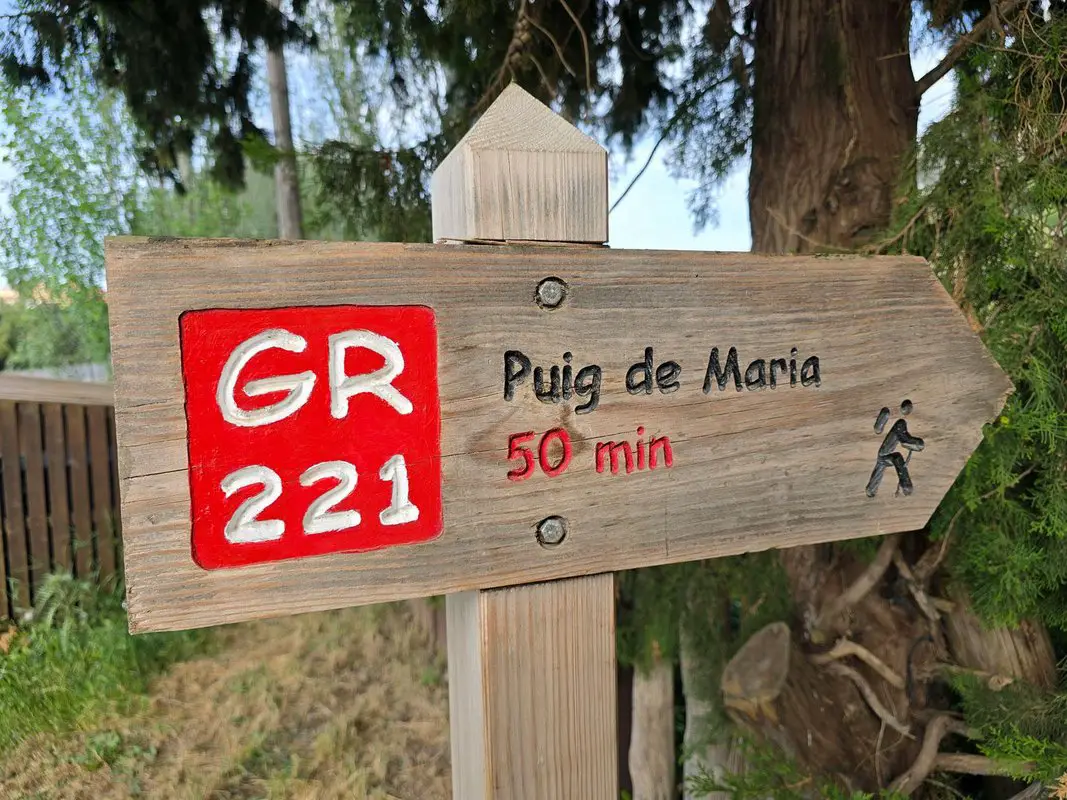 GR
221
Puig de Maria
50 min